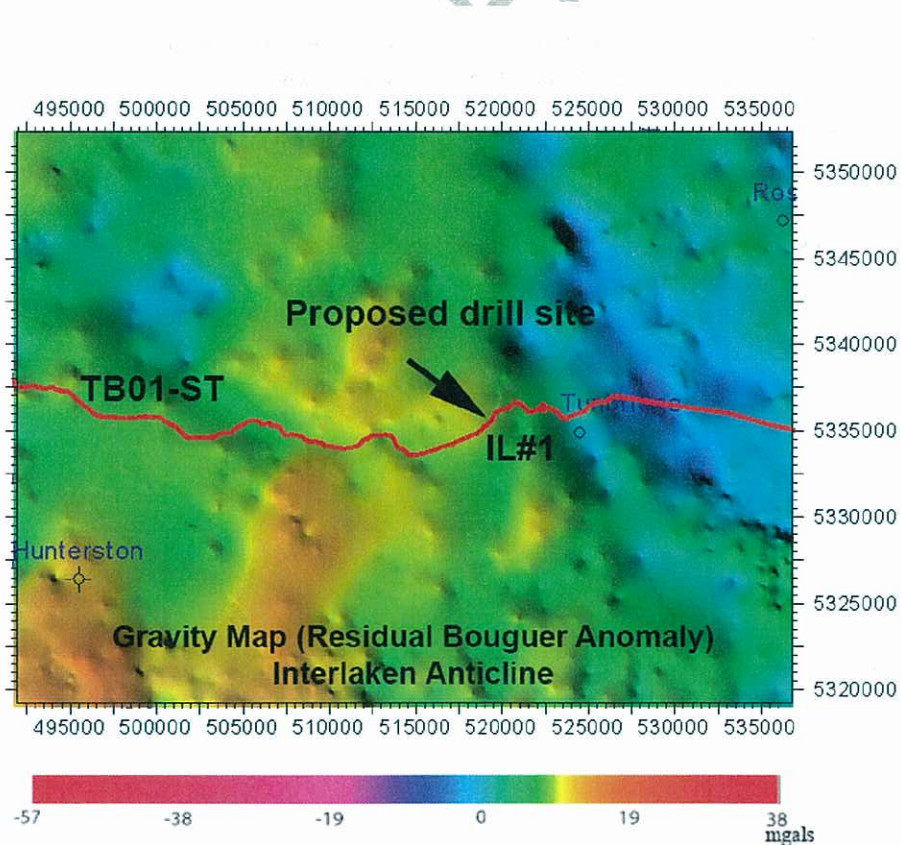 495000 500000 505000 510000 515000 520000 525000 530000 535000
5350000
Ros
5345000
Proposed drill site
5340000
TB01-ST
5335000
IL#1
5330000
Hunterston
5325000
Gravity Map (Residual Bouguer Anomaly)
Interlaken Anticline
5320000
495000 500000 505000 510000 515000 520000 525000 530000 535000
-57 -38 -19 0 19 38
mgals